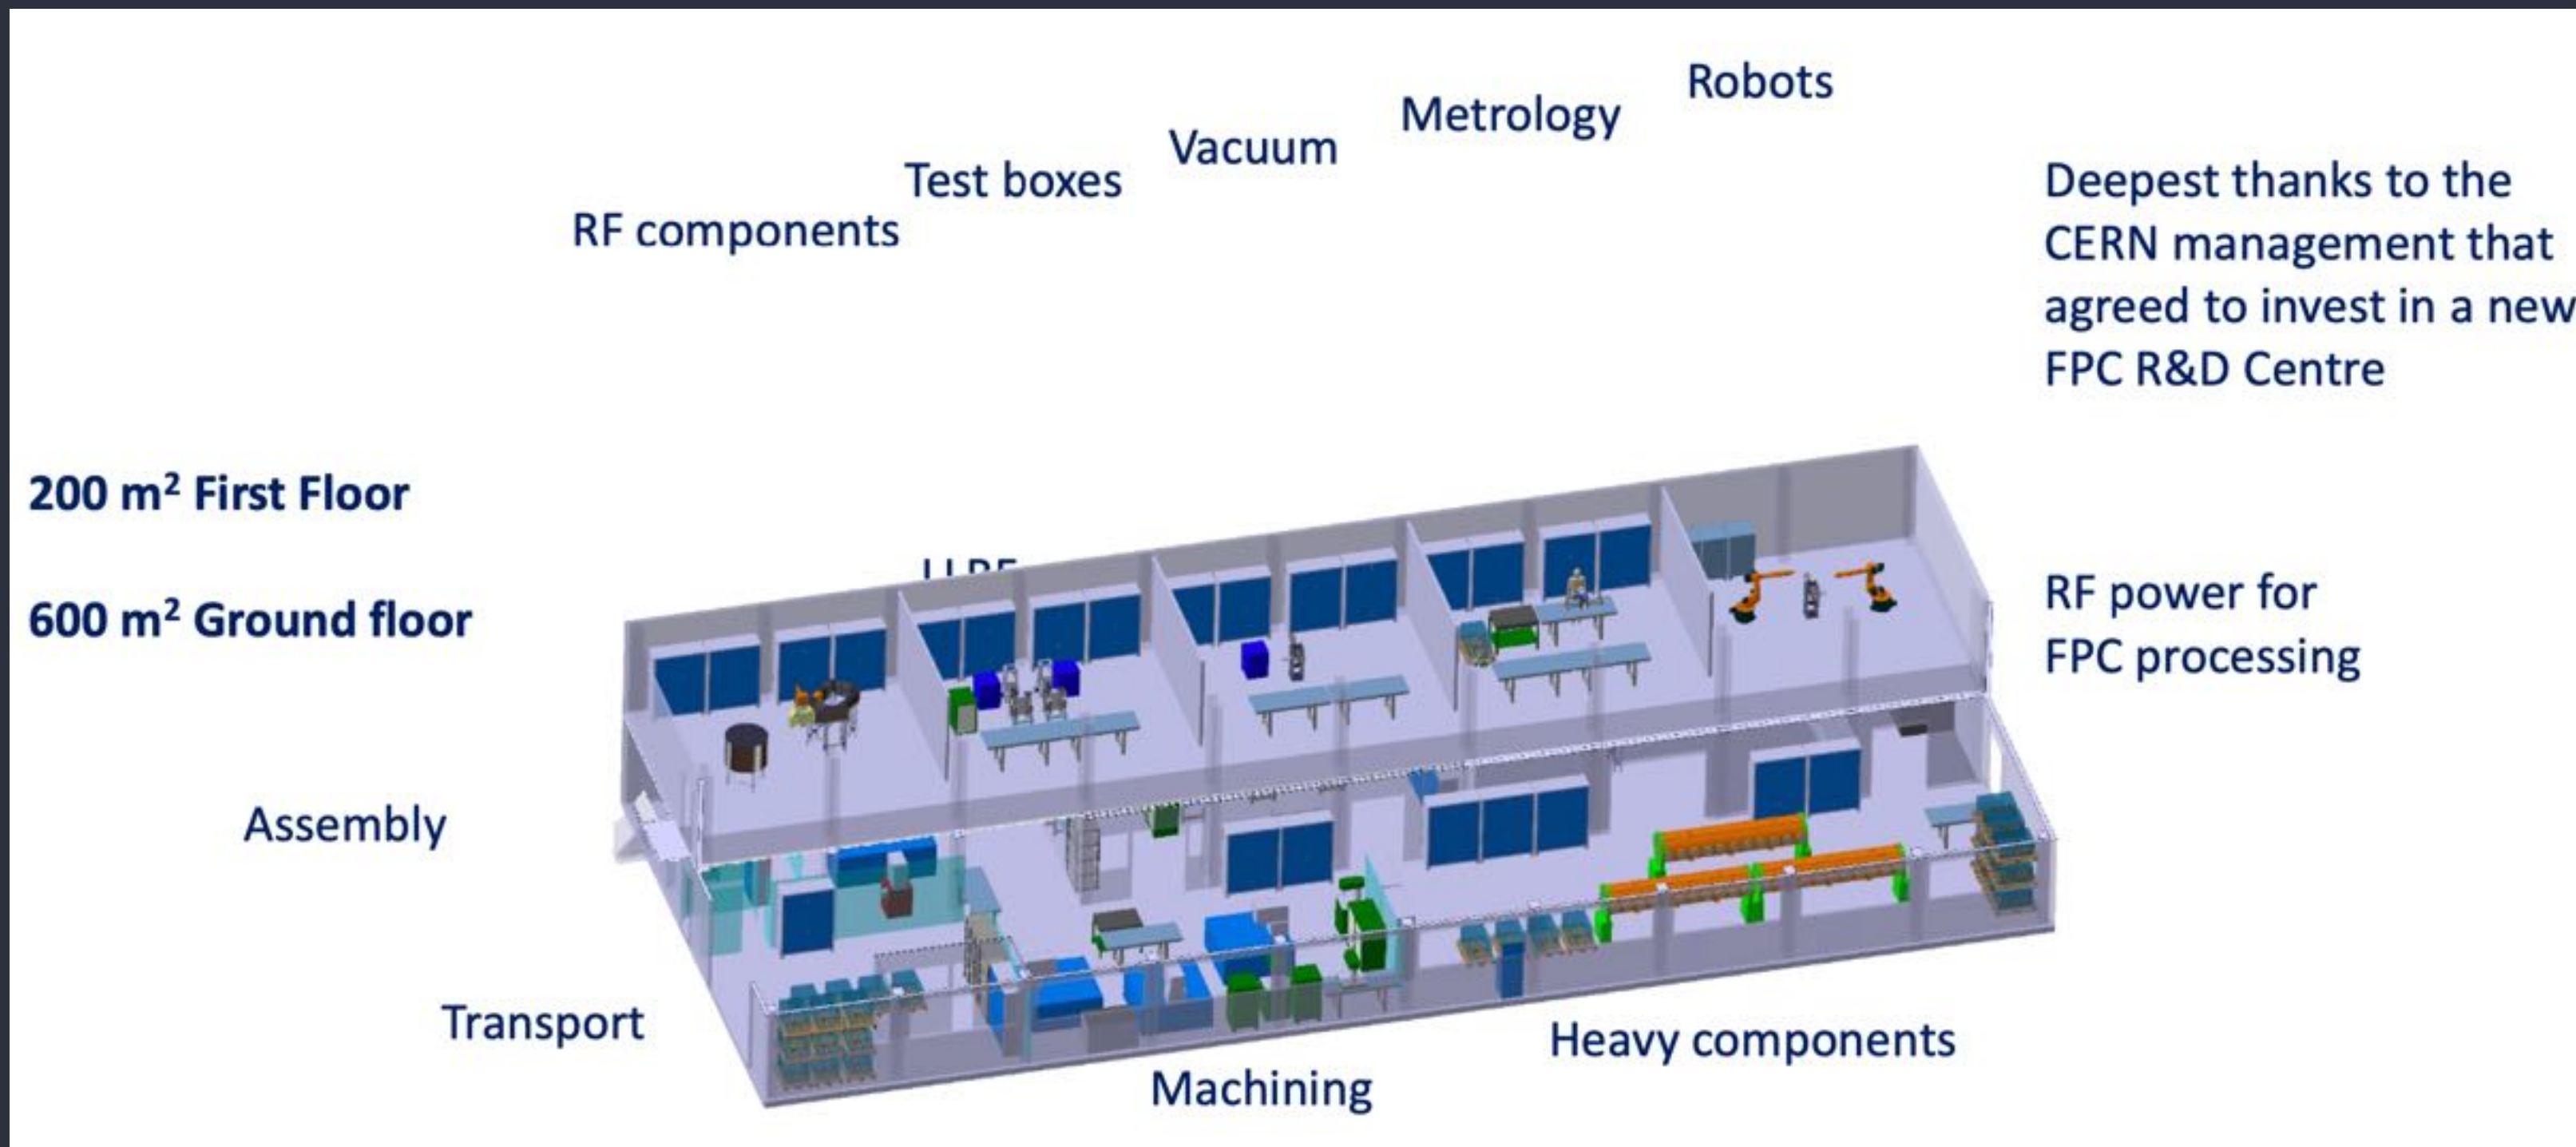 Robots
Metrology
Vacuum
Test boxes
RF components
Deepest thanks to the
CERN management that
agreed to invest in a new
FPC R&D Centre
200 m² First Floor
600 m² Ground floor
RF power for
FPC processing
Assembly
Transport
Heavy components
Machining